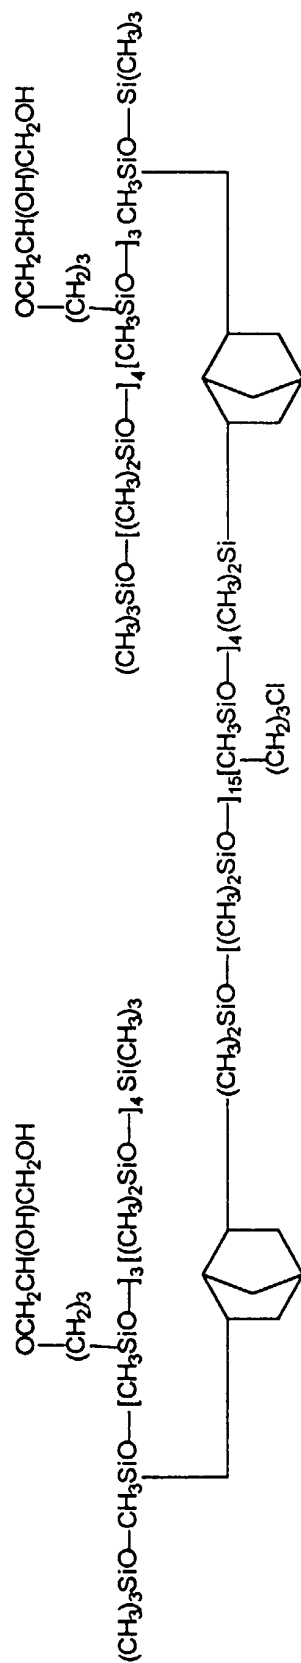 OCH₂CH(OH)CH₂OH
(CH₂)₃
(CH₃)₃SiO—CH₃SiO—[CH₃SiO—]₃ [(CH₃)₂SiO—]₄ Si(CH₃)₃
OCH₂CH(OH)CH₂OH
(CH₂)₃
(CH₃)₃SiO—[(CH₃)₂SiO—]₄ [CH₃SiO—]₃ CH₃SiO—Si(CH₃)₃
(CH₃)₂SiO—[(CH₃)₂SiO—]₁₅[CH₃SiO—]₄(CH₃)₂Si
(CH₂)₃Cl